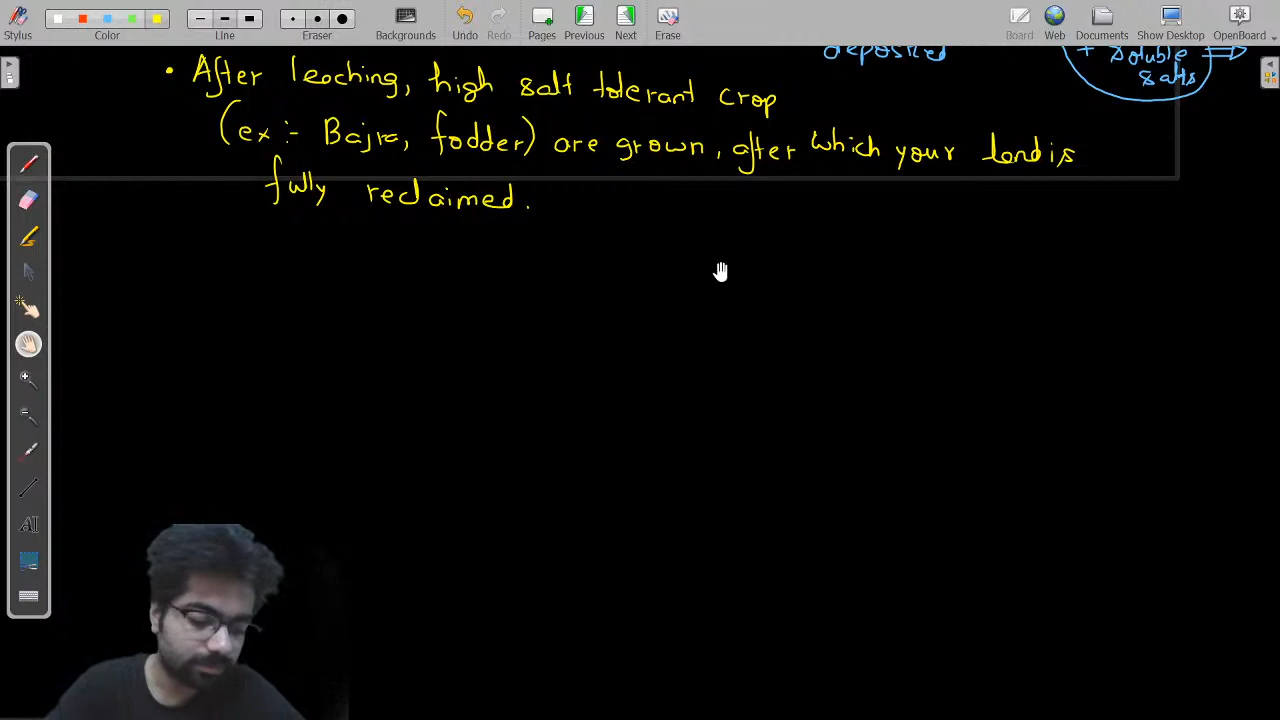 Stylus
Color
Line
Eraser
Backgrounds
Undo
Redo
Pages
Previous
Next
Erase
Board
Web
Documents
Show Desktop
OpenBoard
deposited
+ soluble
salts
• After leaching, high salt tolerant crop
(ex :- Bajra, fodder) are grown, after which your land is
fully reclaimed.
AI